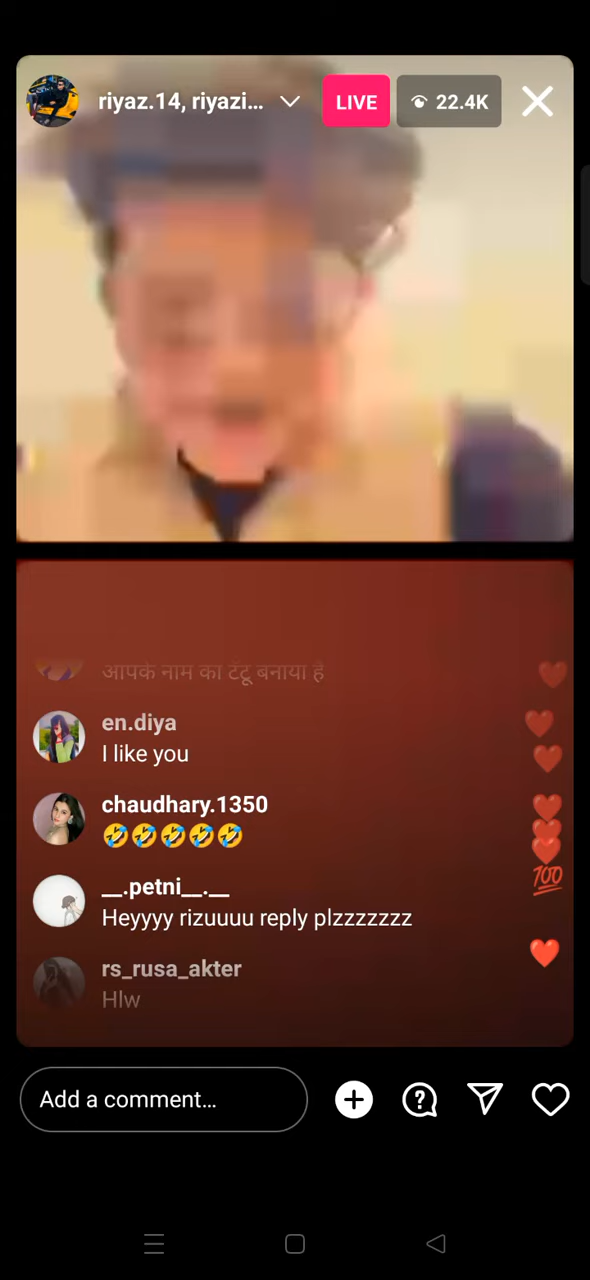 riyaz.14, riyazi...
LIVE
22.4K
आपके नाम का टॅटू बनाया है
en.diya
I like you
chaudhary.1350
🤣🤣🤣🤣🤣
__.petni__.__
Heyyyy rizuuuu reply plzzzzzzz
rs_rusa_akter
Hlw
💯
Add a comment...